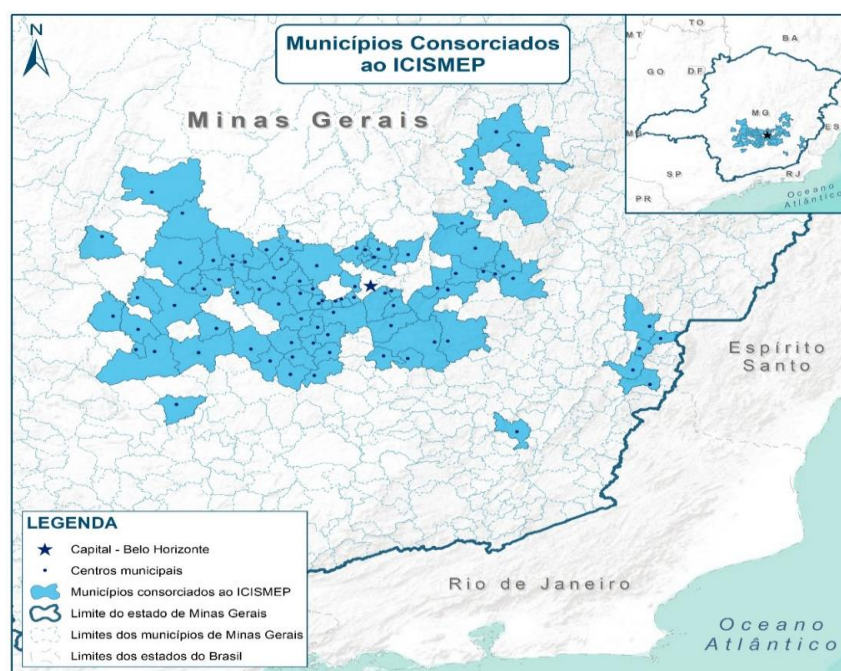 N
Municípios Consorciados
ao ICISMEP
Minas Gerais
TO
BA
MT
GO
DF
MG
ES
MS
SP
RJ
PR
Oceano
Atlântico
Espírito
Santo
Rio de Janeiro
Oceano
Atlântico
LEGENDA
Capital - Belo Horizonte
Centros municipais
Municípios consorciados ao ICISMEP
Limite do estado de Minas Gerais
Limites dos municípios de Minas Gerais
Limites dos estados do Brasil